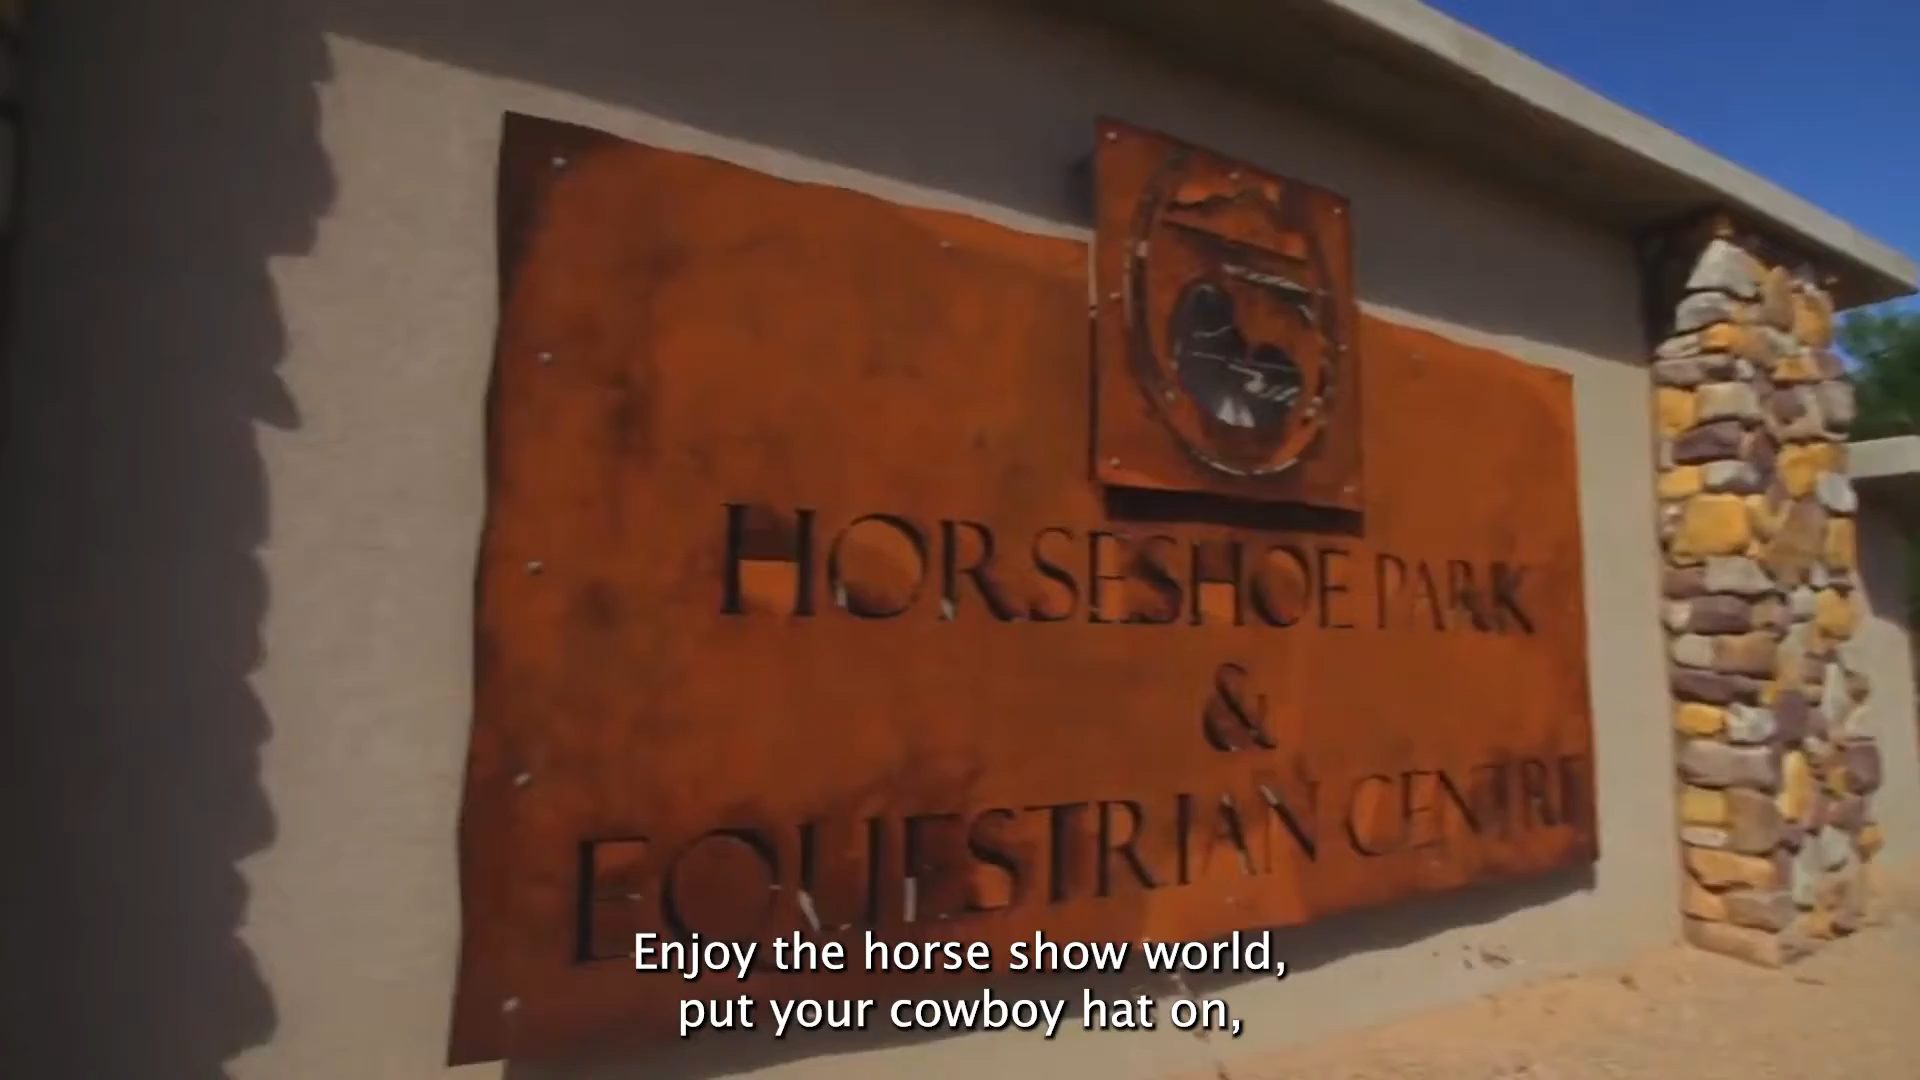 HORSESHOE PARK
&
EQUESTRIAN CENTRE
Enjoy the horse show world,
put your cowboy hat on,